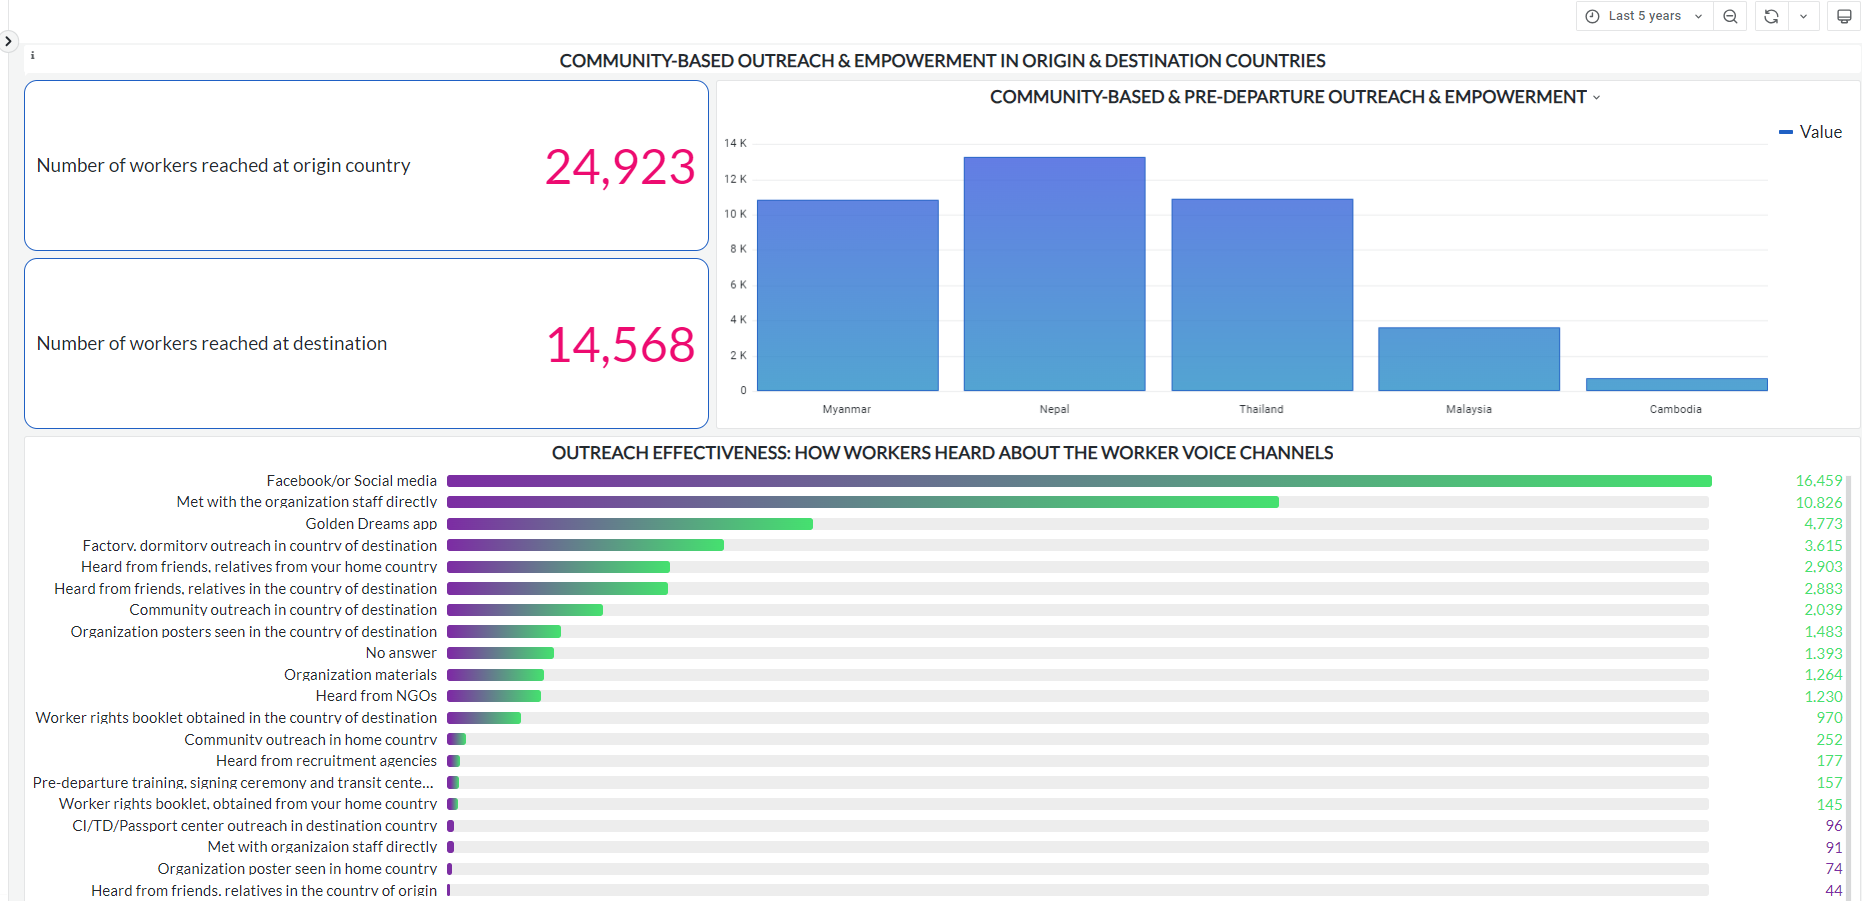 Last 5 years
i
COMMUNITY-BASED OUTREACH & EMPOWERMENT IN ORIGIN & DESTINATION COUNTRIES
Number of workers reached at origin country
24,923
Number of workers reached at destination
14,568
COMMUNITY-BASED & PRE-DEPARTURE OUTREACH & EMPOWERMENT
Value
14 K
12 K
10 K
8 K
6 K
4 K
2 K
0
Myanmar
Nepal
Thailand
Malaysia
Cambodia
OUTREACH EFFECTIVENESS: HOW WORKERS HEARD ABOUT THE WORKER VOICE CHANNELS
Facebook/or Social media 16,459
Met with the organization staff directly 10,826
Golden Dreams app 4,773
Factory, dormitory outreach in country of destination 3,615
Heard from friends, relatives from your home country 2,903
Heard from friends, relatives in the country of destination 2,883
Community outreach in country of destination 2,039
Organization posters seen in the country of destination 1,483
No answer 1,393
Organization materials 1,264
Heard from NGOs 1,230
Worker rights booklet obtained in the country of destination 970
Community outreach in home country 252
Heard from recruitment agencies 177
Pre-departure training, signing ceremony and transit cente... 157
Worker rights booklet, obtained from your home country 145
CI/TD/Passport center outreach in destination country 96
Met with organizaion staff directly 91
Organization poster seen in home country 74
Heard from friends, relatives in the country of origin 44